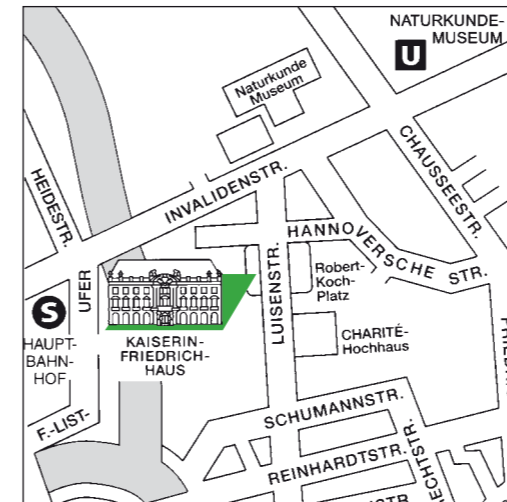 NATURKUNDE-
MUSEUM
U
Naturkunde
Museum
CHAUSSEESTR.
HEIDESTR.
INVALIDENSTR.
HANNOVERSCHE STR.
UFER
LUISENSTR.
Robert-
Koch-
Platz
S
HAUPT-
BAHN-
HOF
KAISERIN-
FRIEDRICH-
HAUS
CHARITÉ-
Hochhaus
F.-LIST-
SCHUMANNSTR.
REINHARDTSTR.